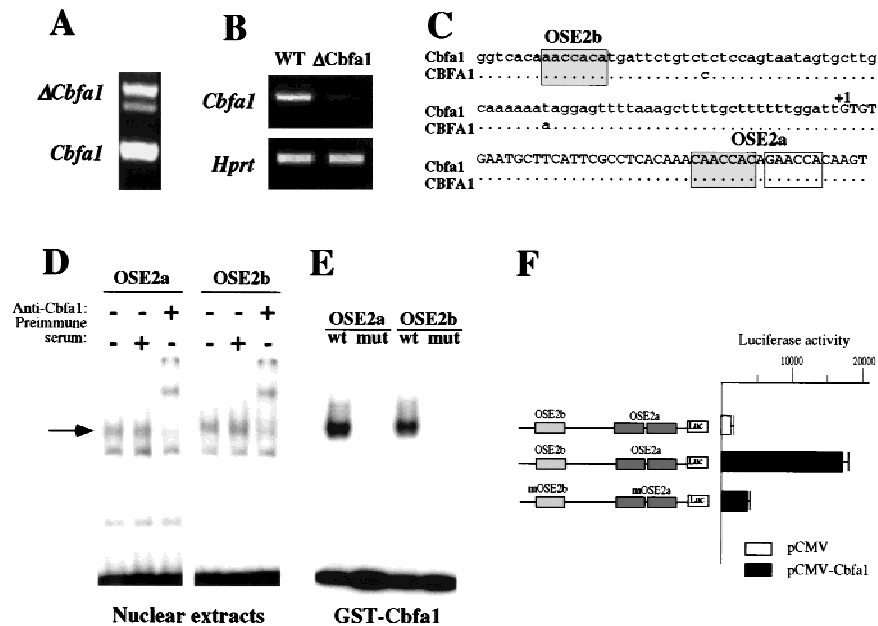 A
ΔCbfa1
Cbfa1
B
WT ΔCbfa1
Cbfa1
Hprt
C
OSE2b
Cbfa1 ggtcacaaaccacatgattctgtctctccagtaatagtgcttg
CBFA1 c
+1
Cbfa1 caaaaaataggagttttaaagcttttgcttttttggattGTGT
CBFA1 a
OSE2a
Cbfa1 GAATGCTTCATTCGCCTCACAAACAACCACAGAACCACAAGT
CBFA1
D
OSE2a OSE2b
Anti-Cbfa1: - - + - - +
Preimmune
serum: - + - - + -
Nuclear extracts
E
OSE2a OSE2b
wt mut wt mut
GST-Cbfa1
F
Luciferase activity
10000 20000
OSE2b OSE2a
Luc
OSE2b OSE2a
Luc
mOSE2b mOSE2a
Luc
pCMV
pCMV-Cbfa1